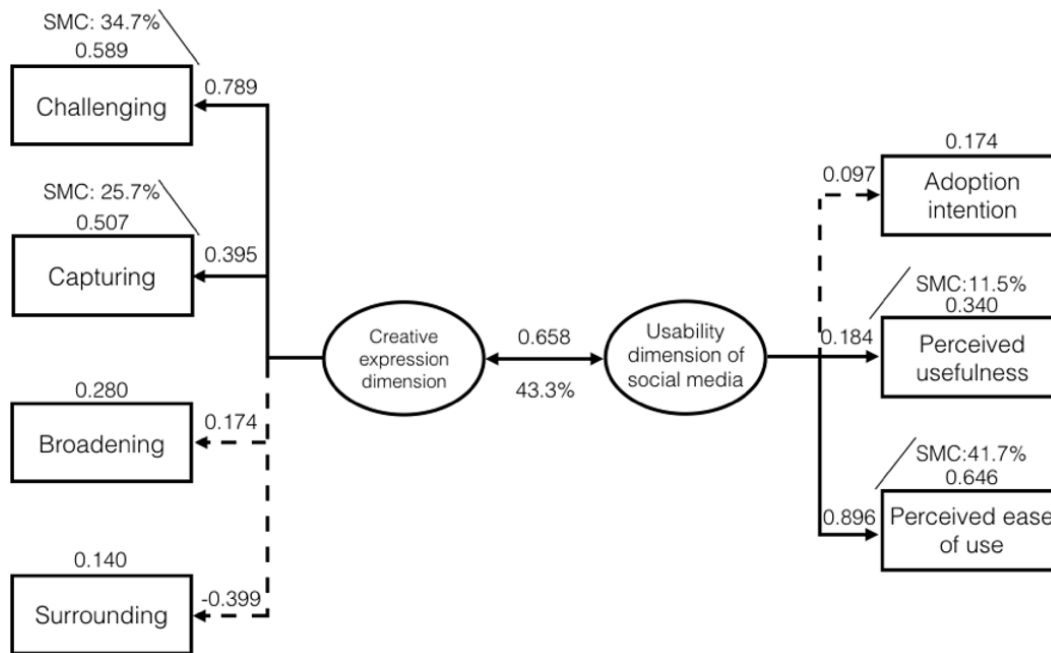 SMC: 34.7%
0.589
Challenging
0.789
SMC: 25.7%
0.507
Capturing
0.395
0.280
Broadening
0.174
0.140
Surrounding
-0.399
Creative
expression
dimension
0.658
43.3%
Usability
dimension of
social media
0.174
0.097
Adoption
intention
SMC:11.5%
0.340
0.184
Perceived
usefulness
SMC:41.7%
0.646
0.896
Perceived ease
of use